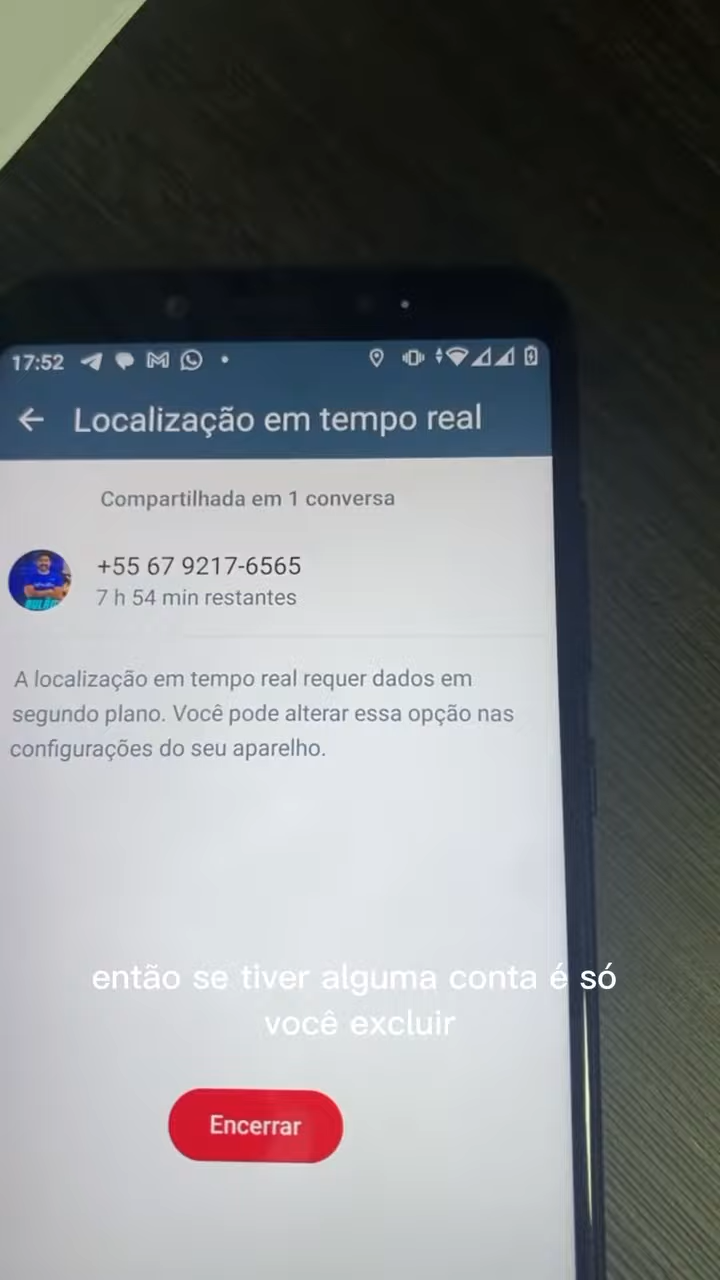 17:52
Localização em tempo real
Compartilhada em 1 conversa
+55 67 9217-6565
7 h 54 min restantes
A localização em tempo real requer dados em
segundo plano. Você pode alterar essa opção nas
configurações do seu aparelho.
então se tiver alguma conta é só
você excluir
Encerrar